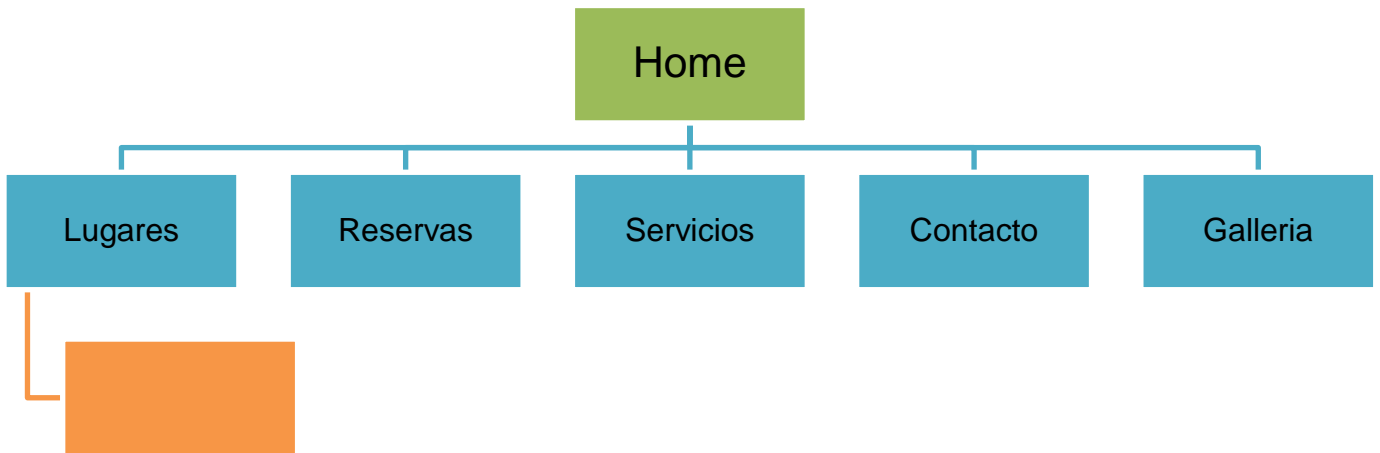 Home
Lugares
Reservas
Servicios
Contacto
Galleria